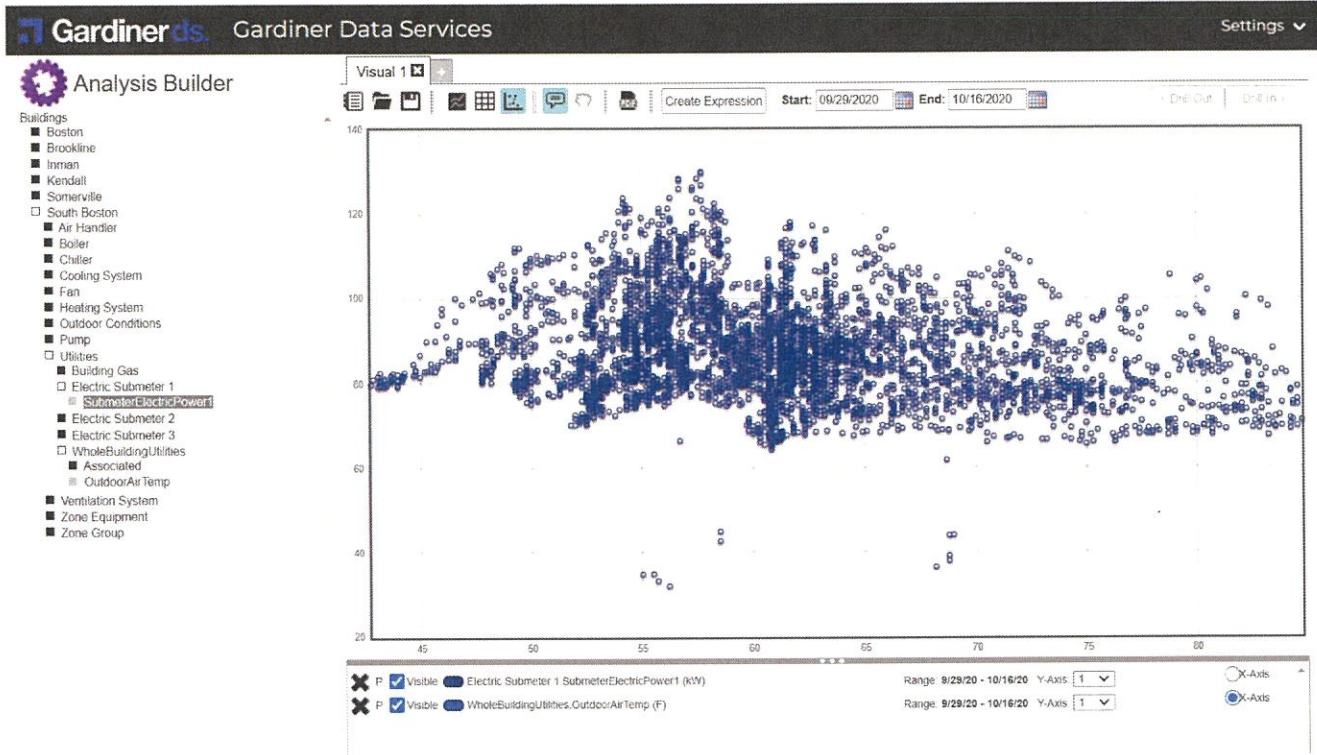 Gardiner ds. Gardiner Data Services Settings
Analysis Builder
Visual 1
Create Expression Start: 09/29/2020 End: 10/16/2020 < Drill Out Drill In >
Buildings
Boston
Brookline
Inman
Kendall
Somerville
South Boston
Air Handler
Boiler
Chiller
Cooling System
Fan
Heating System
Outdoor Conditions
Pump
Utilities
Building Gas
Electric Submeter 1
SubmeterElectricPower1
Electric Submeter 2
Electric Submeter 3
WholeBuildingUtilities
Associated
OutdoorAirTemp
Ventilation System
Zone Equipment
Zone Group
140
120
100
80
60
40
20
45 50 55 60 65 70 75 80
P Visible Electric Submeter 1.SubmeterElectricPower1 (kW) Range: 9/29/20 - 10/16/20 Y-Axis 1 X-Axis
P Visible WholeBuildingUtilities.OutdoorAirTemp (F) Range: 9/29/20 - 10/16/20 Y-Axis 1 X-Axis